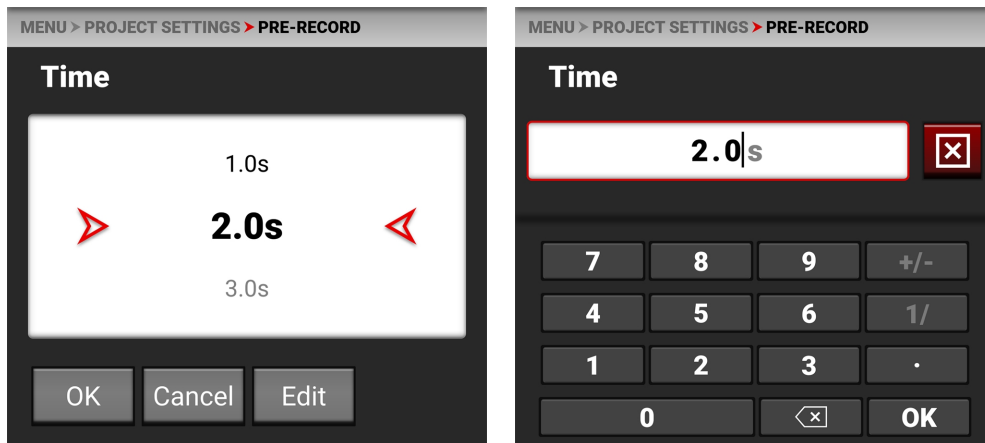 MENU > PROJECT SETTINGS > PRE-RECORD
Time
1.0s
2.0s
3.0s
OK Cancel Edit
MENU > PROJECT SETTINGS > PRE-RECORD
Time
2.0s
7 8 9 +/-
4 5 6 1/
1 2 3 .
0 OK